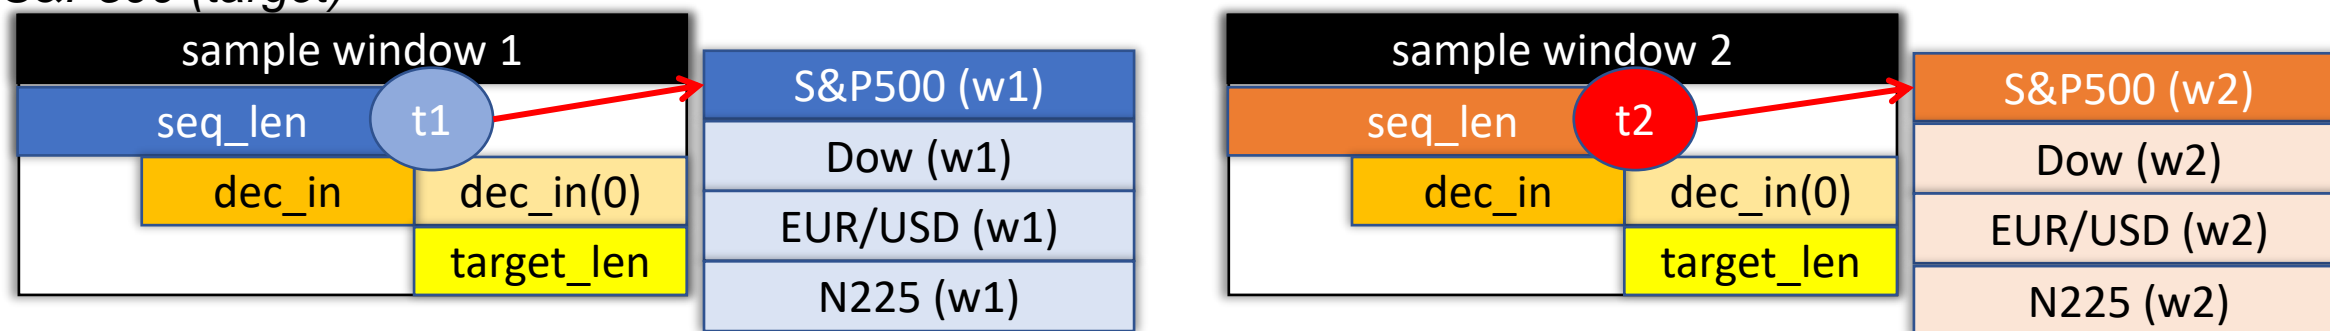 (target)
sample window 1
seq_len
t1
dec_in
dec_in(0)
target_len
S&P500 (w1)
Dow (w1)
EUR/USD (w1)
N225 (w1)
sample window 2
seq_len
t2
dec_in
dec_in(0)
target_len
S&P500 (w2)
Dow (w2)
EUR/USD (w2)
N225 (w2)